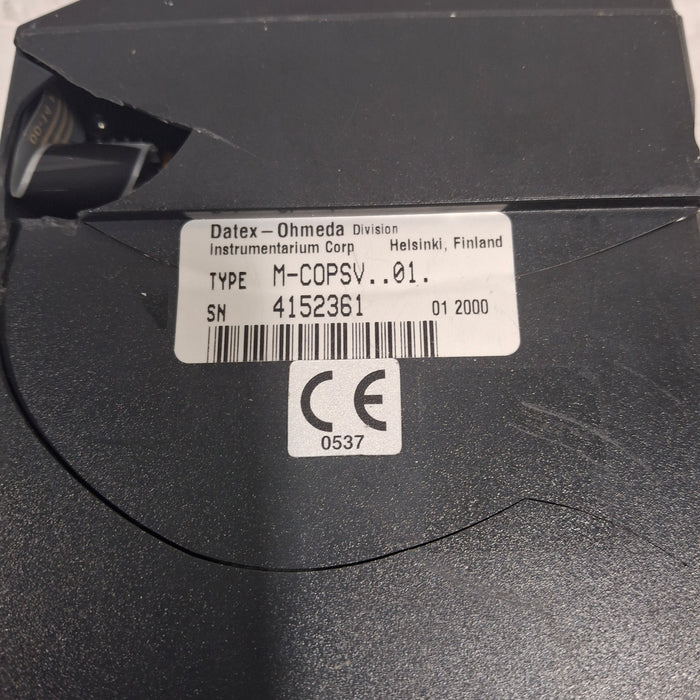 Datex-Ohmeda Division
Instrumentarium Corp Helsinki, Finland
TYPE M-COPSV..01.
SN 4152361 01 2000
CE
0537